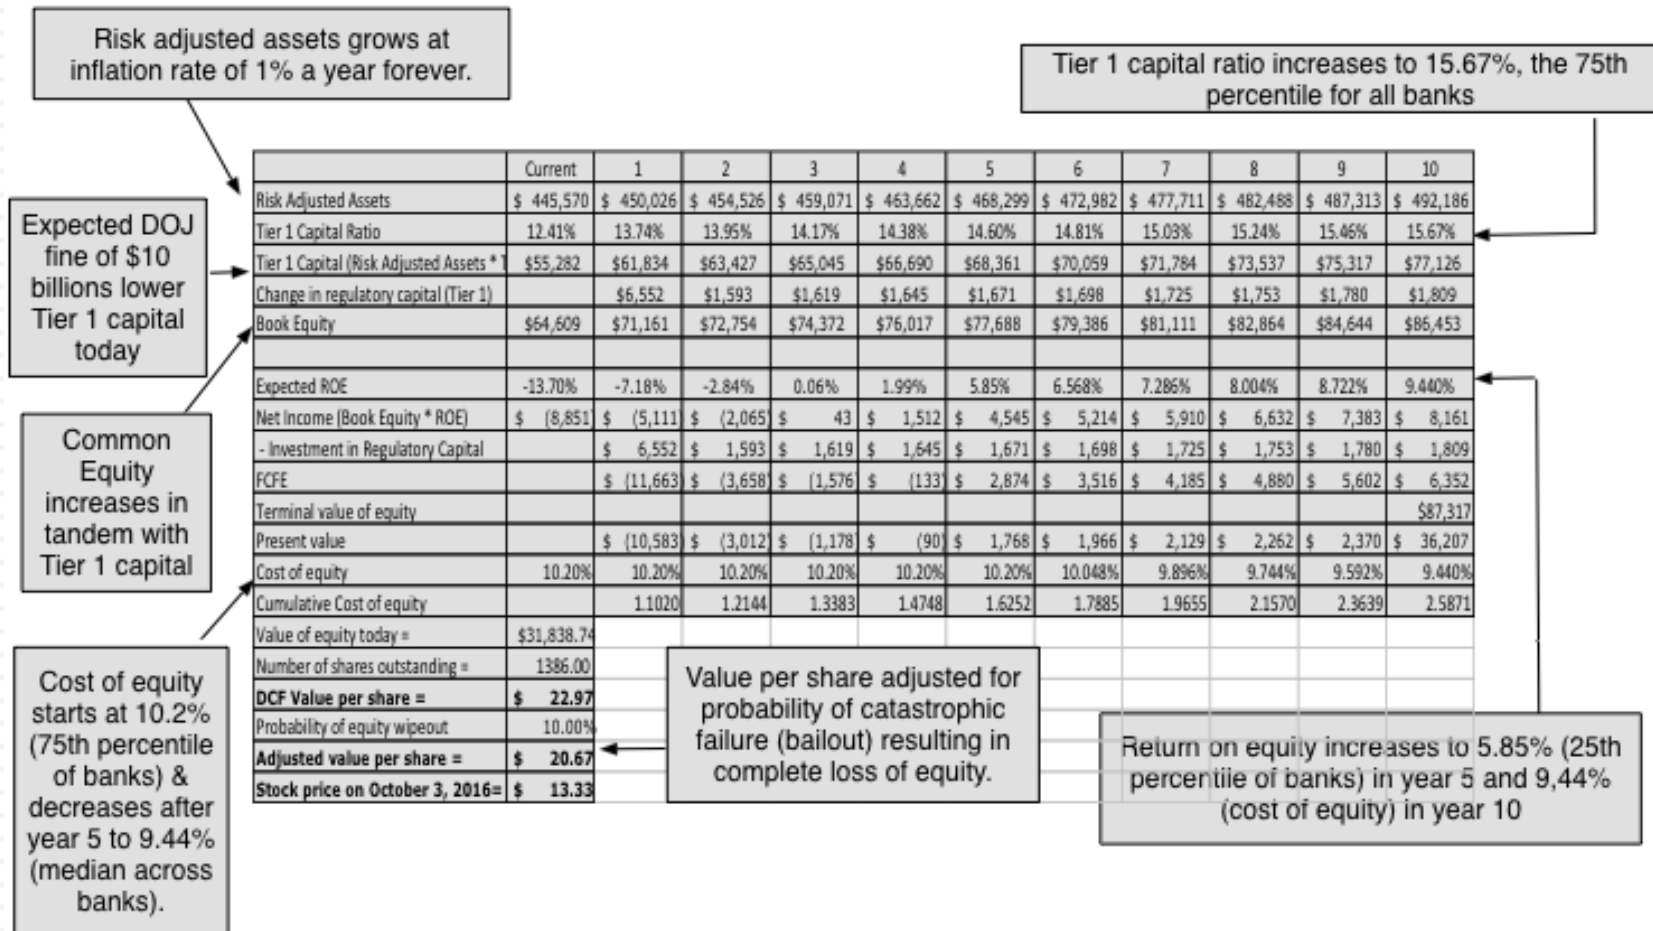 Risk adjusted assets grows at
inflation rate of 1% a year forever.
Tier 1 capital ratio increases to 15.67%, the 75th
percentile for all banks
Expected DOJ
fine of $10
billions lower
Tier 1 capital
today
Common
Equity
increases in
tandem with
Tier 1 capital
Cost of equity
starts at 10.2%
(75th percentile
of banks) &
decreases after
year 5 to 9.44%
(median across
banks).
Current 1 2 3 4 5 6 7 8 9 10
Risk Adjusted Assets $ 445,570 $ 450,026 $ 454,526 $ 459,071 $ 463,662 $ 468,299 $ 472,982 $ 477,711 $ 482,488 $ 487,313 $ 492,186
Tier 1 Capital Ratio 12.41% 13.74% 13.95% 14.17% 14.38% 14.60% 14.81% 15.03% 15.24% 15.46% 15.67%
Tier 1 Capital (Risk Adjusted Assets * T $55,282 $61,834 $63,427 $65,045 $66,690 $68,361 $70,059 $71,784 $73,537 $75,317 $77,126
Change in regulatory capital (Tier 1) $6,552 $1,593 $1,619 $1,645 $1,671 $1,698 $1,725 $1,753 $1,780 $1,809
Book Equity $64,609 $71,161 $72,754 $74,372 $76,017 $77,688 $79,386 $81,111 $82,864 $84,644 $86,453
Expected ROE -13.70% -7.18% -2.84% 0.06% 1.99% 5.85% 6.568% 7.286% 8.004% 8.722% 9.440%
Net Income (Book Equity * ROE) $ (8,851) $ (5,111) $ (2,065) $ 43 $ 1,512 $ 4,545 $ 5,214 $ 5,910 $ 6,632 $ 7,383 $ 8,161
- Investment in Regulatory Capital $ 6,552 $ 1,593 $ 1,619 $ 1,645 $ 1,671 $ 1,698 $ 1,725 $ 1,753 $ 1,780 $ 1,809
FCFE $ (11,663) $ (3,658) $ (1,576) $ (133) $ 2,874 $ 3,516 $ 4,185 $ 4,880 $ 5,602 $ 6,352
Terminal value of equity $87,317
Present value $ (10,583) $ (3,012) $ (1,178) $ (90) $ 1,768 $ 1,966 $ 2,129 $ 2,262 $ 2,370 $ 36,207
Cost of equity 10.20% 10.20% 10.20% 10.20% 10.20% 10.20% 10.048% 9.896% 9.744% 9.592% 9.440%
Cumulative Cost of equity 1.1020 1.2144 1.3383 1.4748 1.6252 1.7885 1.9655 2.1570 2.3639 2.5871
Value of equity today = $31,838.74
Number of shares outstanding = 1386.00
DCF Value per share = $ 22.97
Probability of equity wipeout 10.00%
Adjusted value per share = $ 20.67
Stock price on October 3, 2016= $ 13.33
Value per share adjusted for
probability of catastrophic
failure (bailout) resulting in
complete loss of equity.
Return on equity increases to 5.85% (25th
percentile of banks) in year 5 and 9,44%
(cost of equity) in year 10